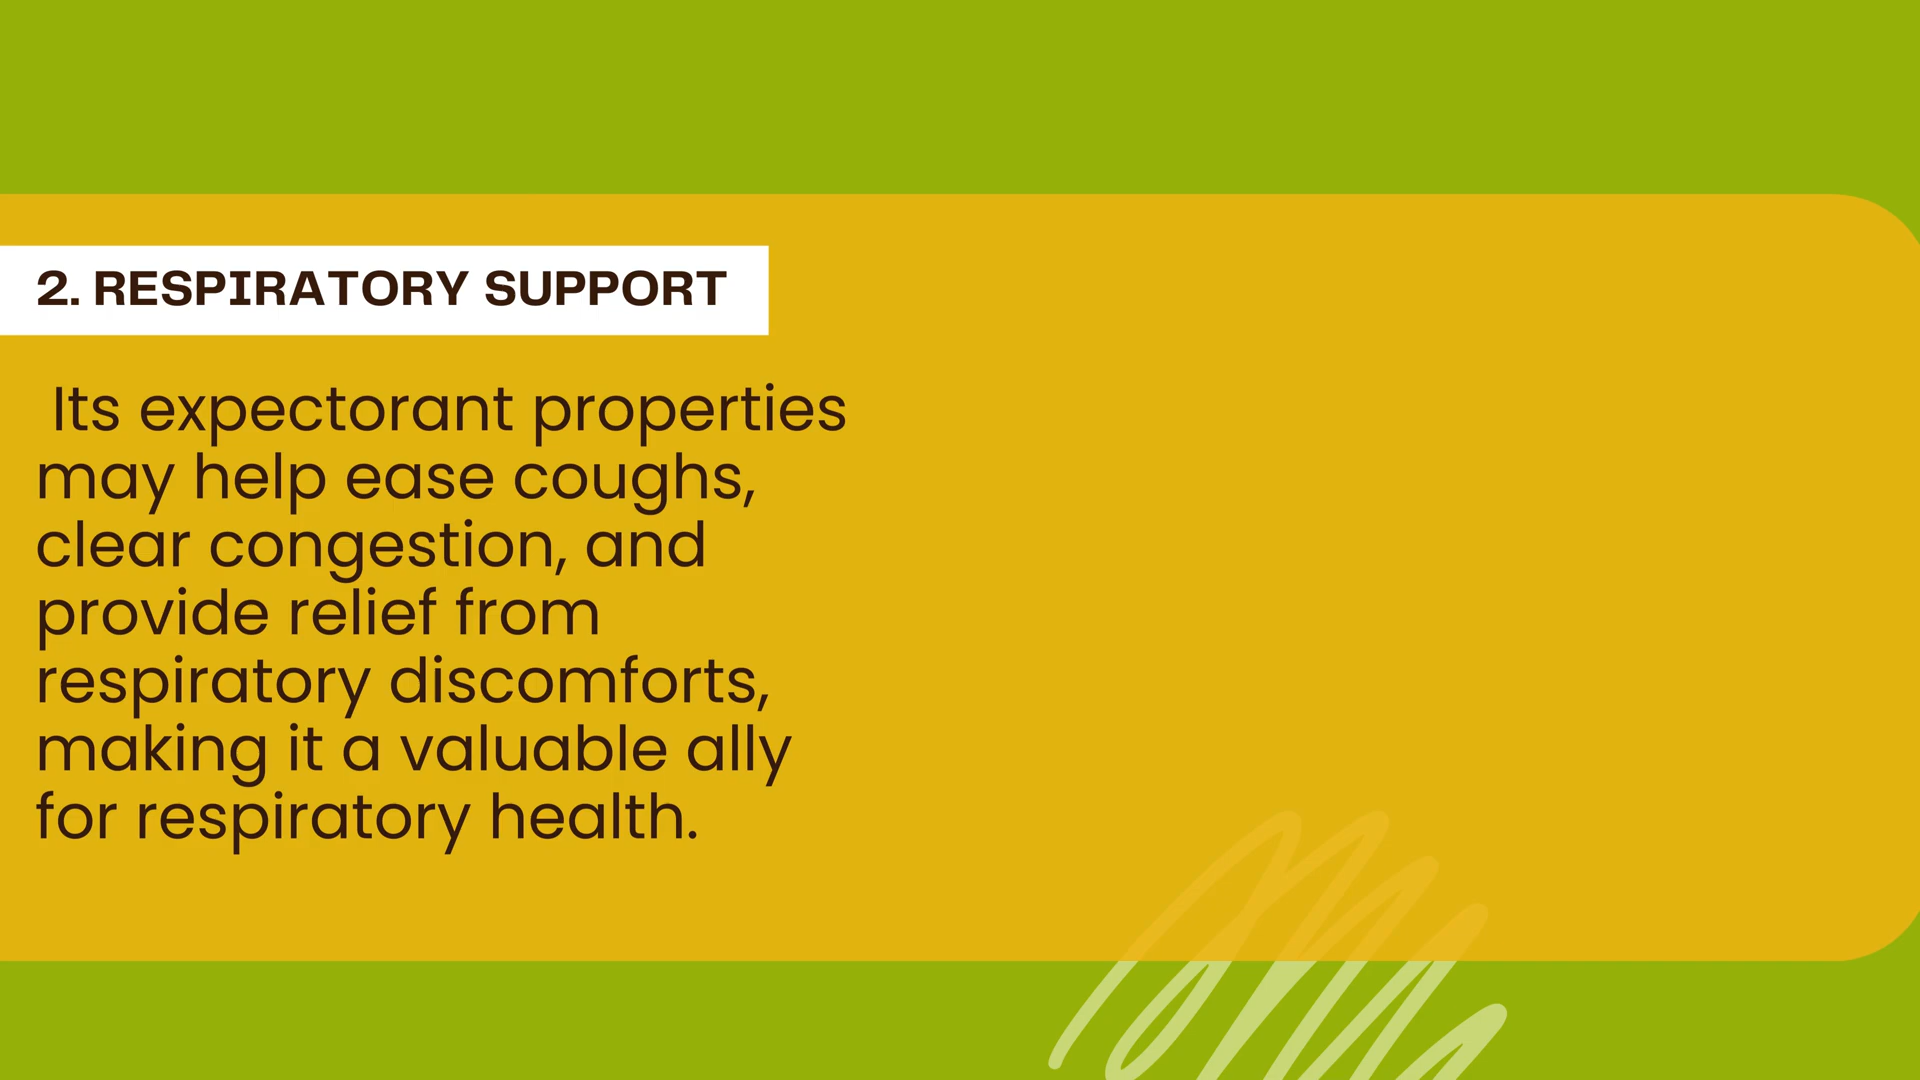 2. RESPIRATORY SUPPORT
Its expectorant properties
may help ease coughs,
clear congestion, and
provide relief from
respiratory discomforts,
making it a valuable ally
for respiratory health.